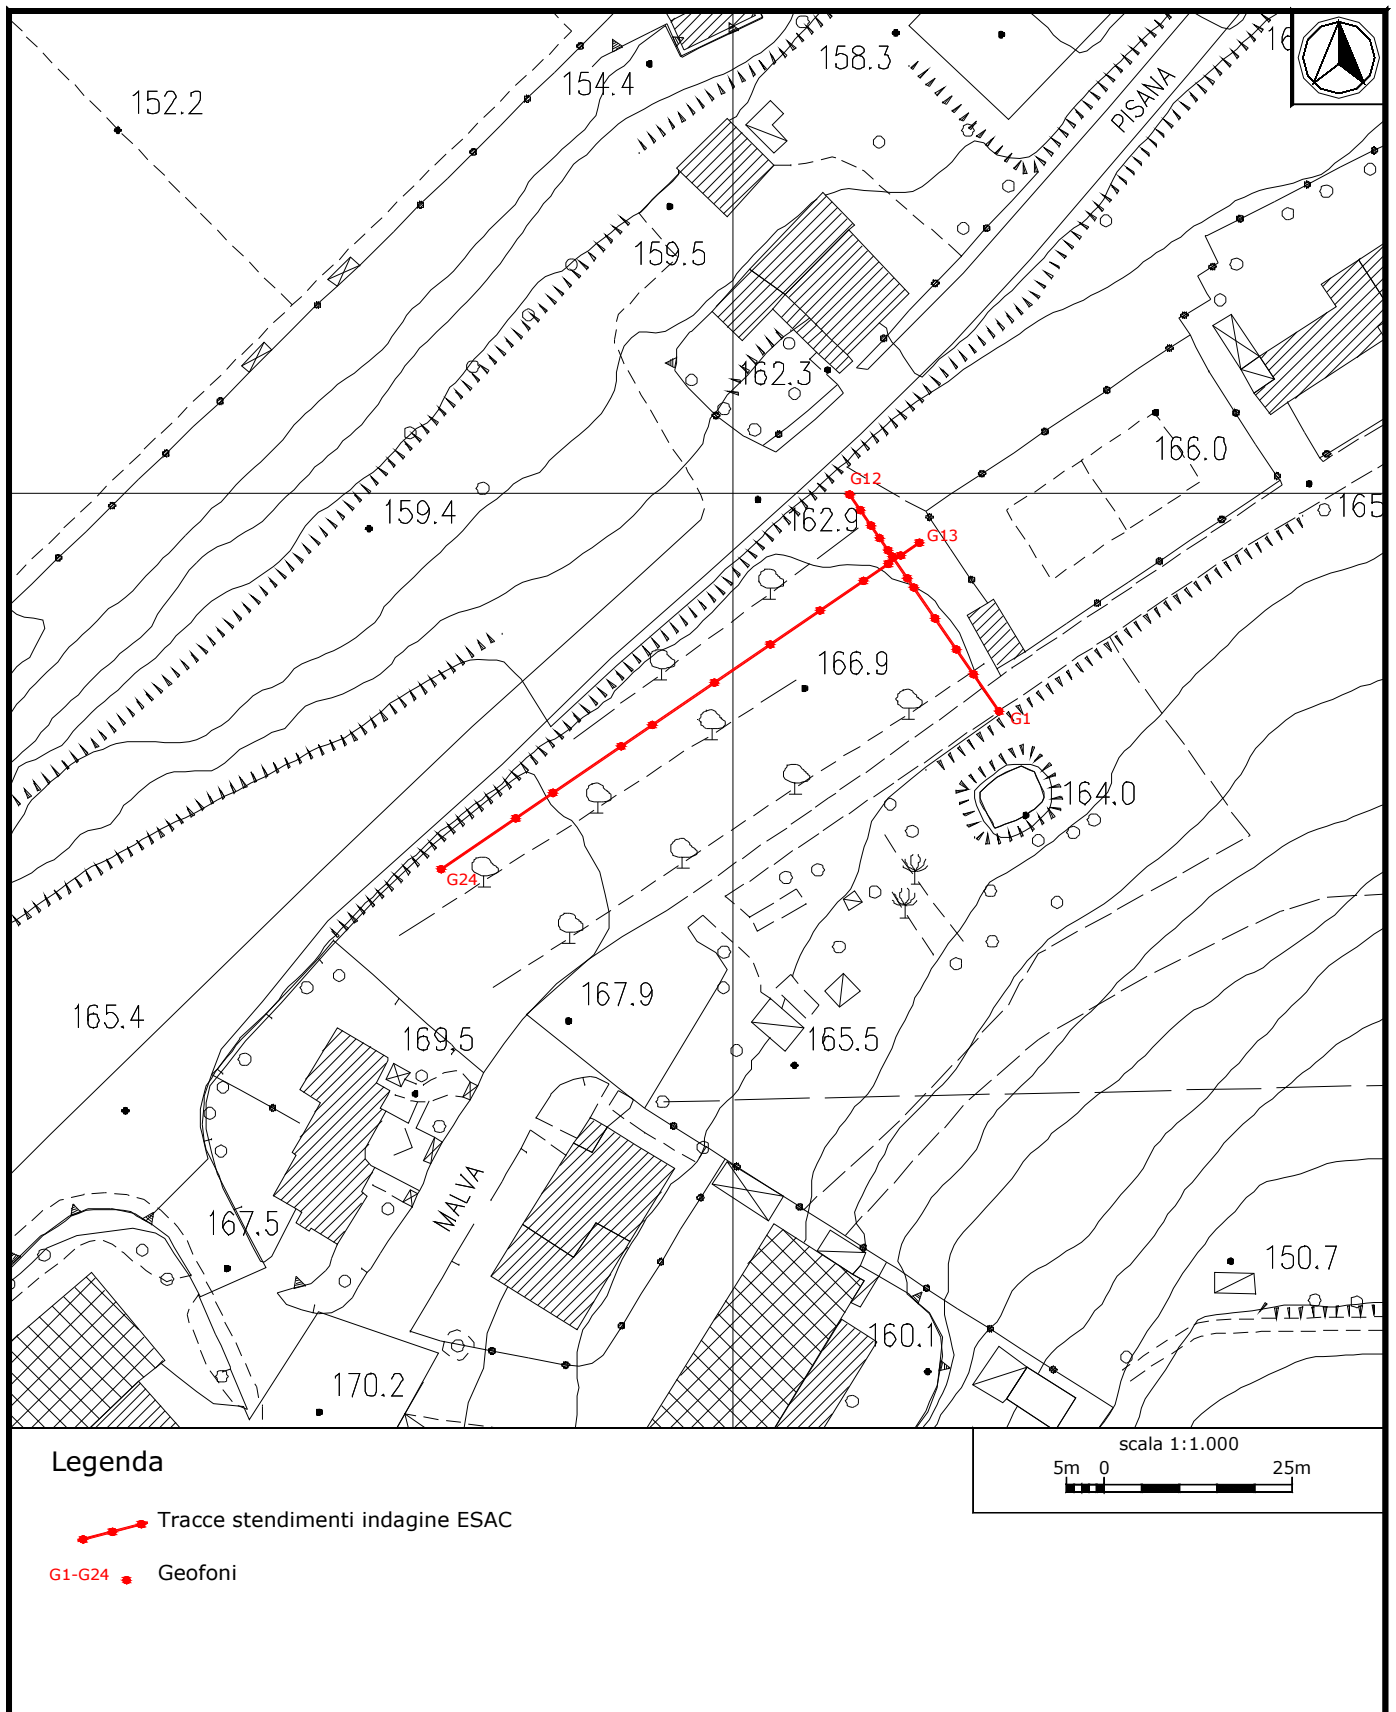 152.2
154.4
158.3
16
PISANA
159.5
162.3
166.0
G12
165
159.4
162.9
G13
166.9
G1
164.0
G24
167.9
165.4
169.5
165.5
MALVA
167.5
150.7
160.1
170.2
Legenda
Tracce stendimenti indagine ESAC
G1-G24 Geofoni
scala 1:1.000
5m 0 25m